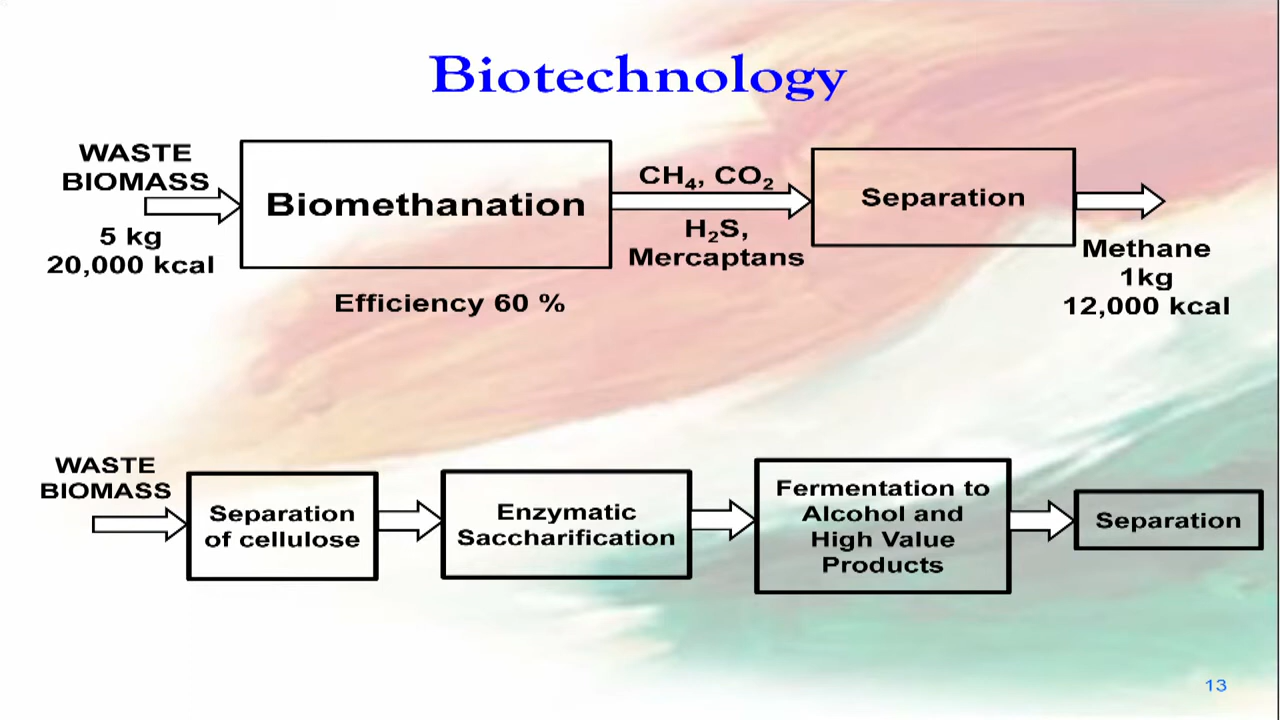 Biotechnology
WASTE
BIOMASS
5 kg
20,000 kcal
Biomethanation
Efficiency 60 %
CH₄, CO₂
H₂S,
Mercaptans
Separation
Methane
1kg
12,000 kcal
WASTE
BIOMASS
Separation
of cellulose
Enzymatic
Saccharification
Fermentation to
Alcohol and
High Value
Products
Separation
13